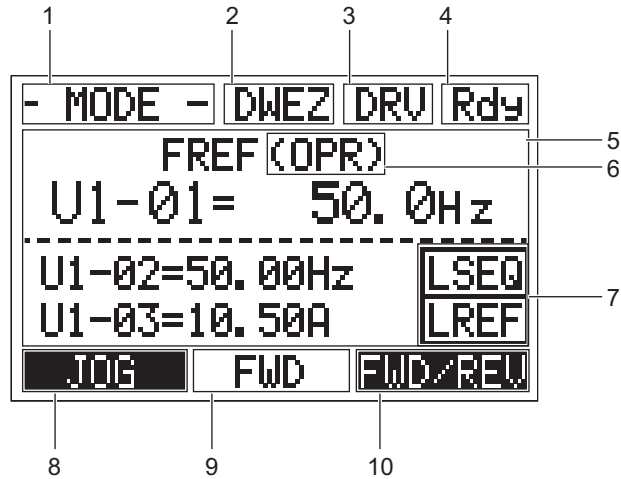 1 2 3 4
- MODE - DWEZ DRV Rdy
5
FREF (OPR)
6
U1-01= 50.0Hz
U1-02=50.00Hz LSEQ
7
U1-03=10.50A LREF
JOG FWD FWD/REV
8 9 10